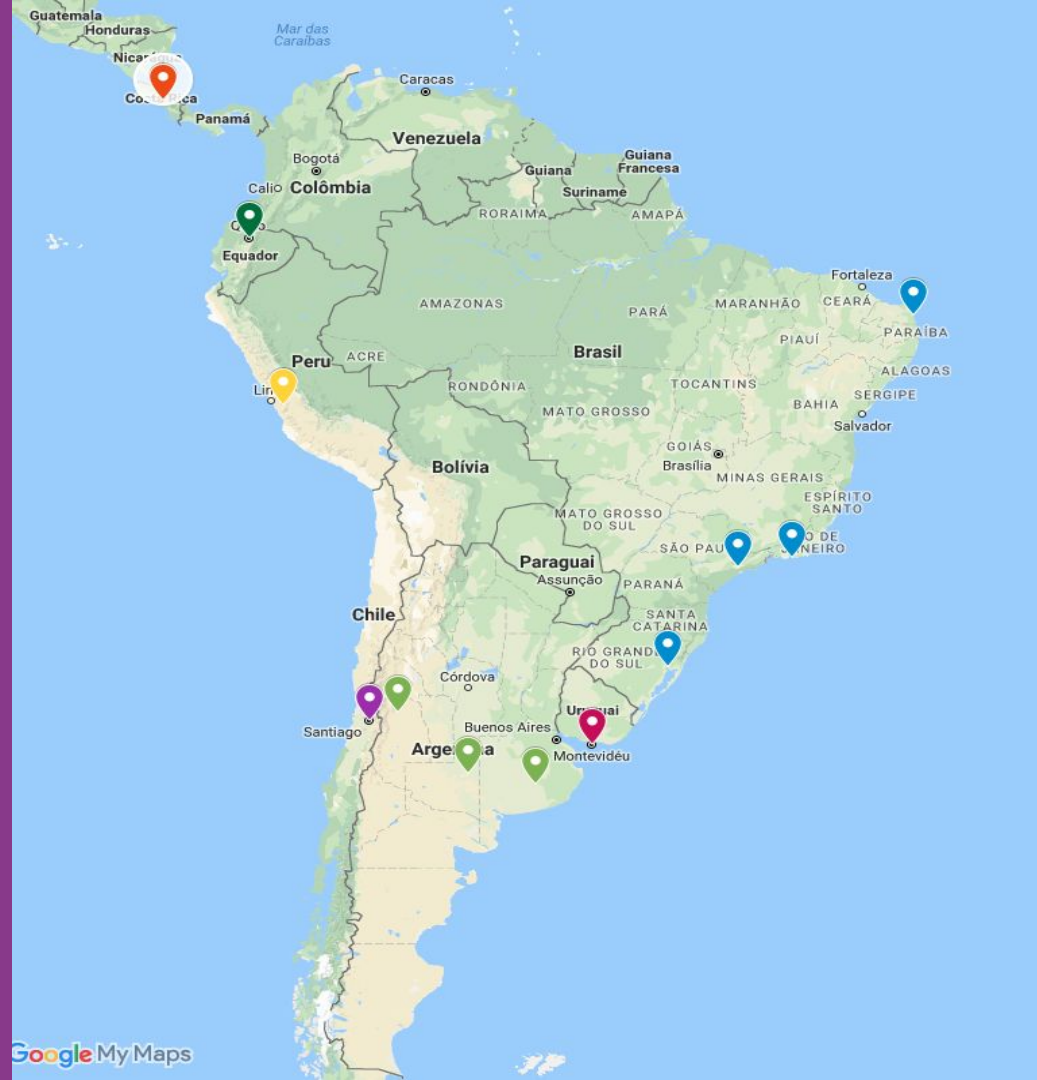 Guatemala
Honduras
Mar das
Caraíbas
Nicarágua
Costa Rica
Panamá
Caracas
Venezuela
Bogotá
Cali
Colômbia
Guiana
Guiana
Francesa
Suriname
RORAIMA
AMAPÁ
Quito
Equador
AMAZONAS
PARÁ
MARANHÃO
Fortaleza
CEARÁ
PIAUÍ
PARAÍBA
Peru
ACRE
Brasil
ALAGOAS
Lima
RONDÔNIA
TOCANTINS
BAHIA
SERGIPE
MATO GROSSO
Salvador
GOIÁS
Brasília
Bolívia
MINAS GERAIS
ESPÍRITO
SANTO
MATO GROSSO
DO SUL
SÃO PAULO
RIO DE
JANEIRO
Paraguai
Assunção
PARANÁ
Chile
SANTA
CATARINA
RIO GRANDE
DO SUL
Córdova
Santiago
Uruguai
Buenos Aires
Argentina
Montevidéu
Google My Maps